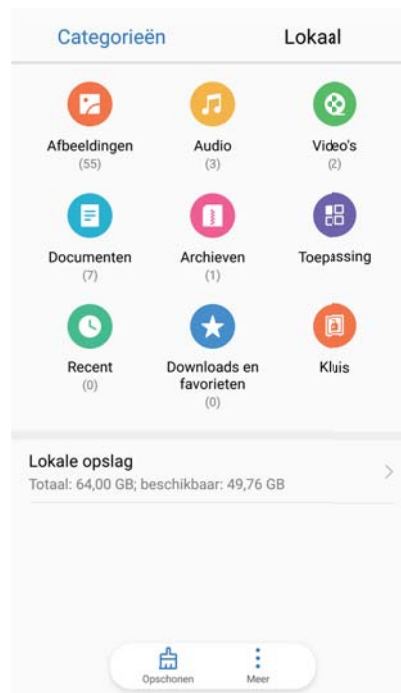 Categorieën Lokaal
Afbeeldingen Audio Video's
(55) (3) (2)
Documenten Archieven Toepassing
(7) (1)
Recent Downloads en Kluis
(0) favorieten
(0)
Lokale opslag
Totaal: 64,00 GB; beschikbaar: 49,76 GB
Opschonen Meer